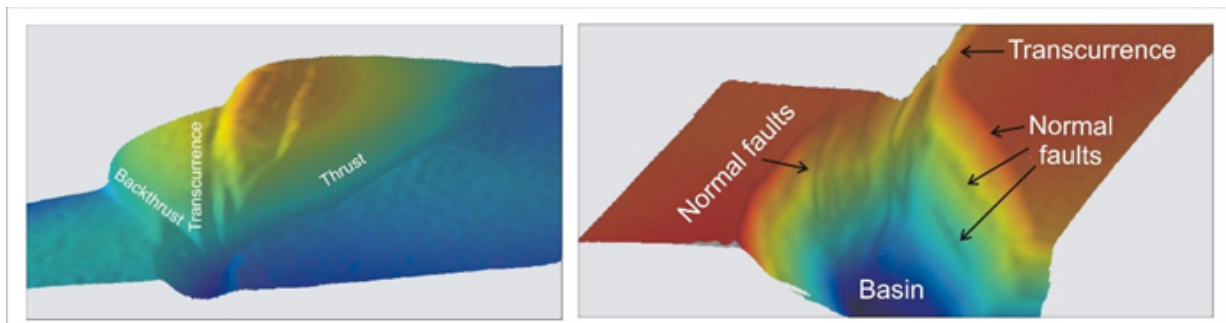 Backthrust
Transcurrence
Thrust
Transcurrence
Normal faults
Normal
faults
Basin